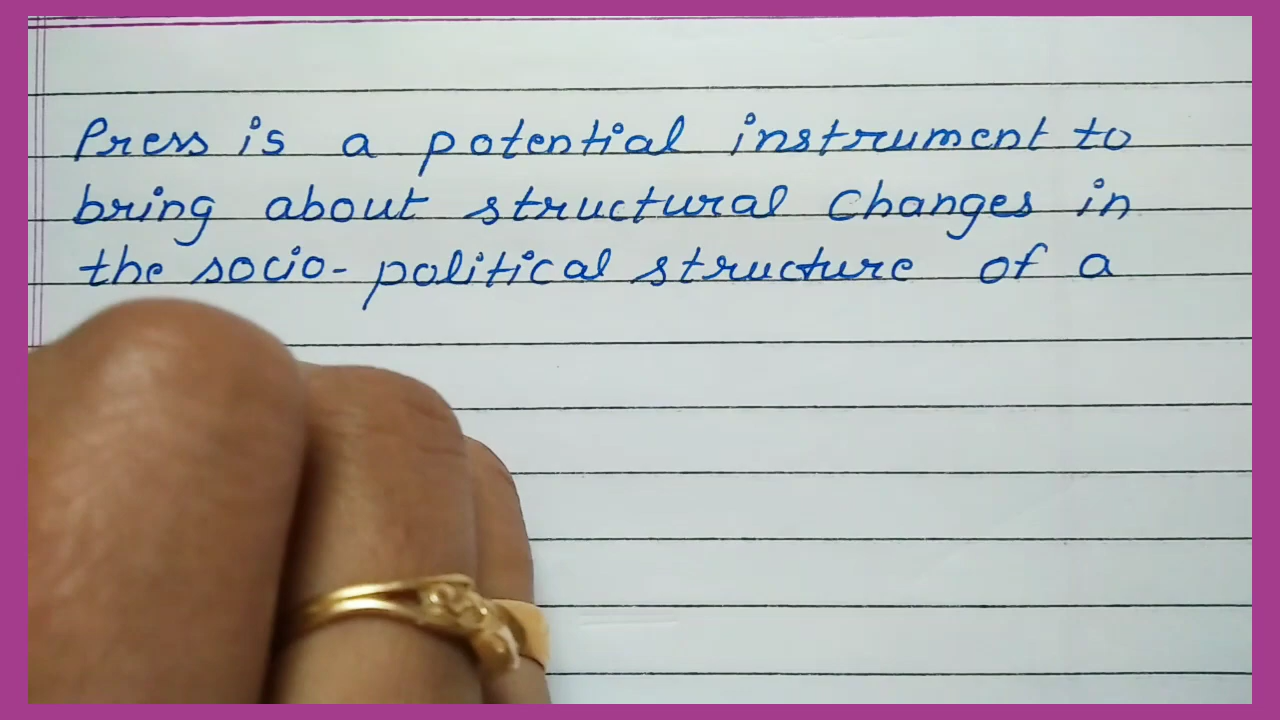 Press is a potential instrument to
bring about structural changes in
the socio-political structure of a